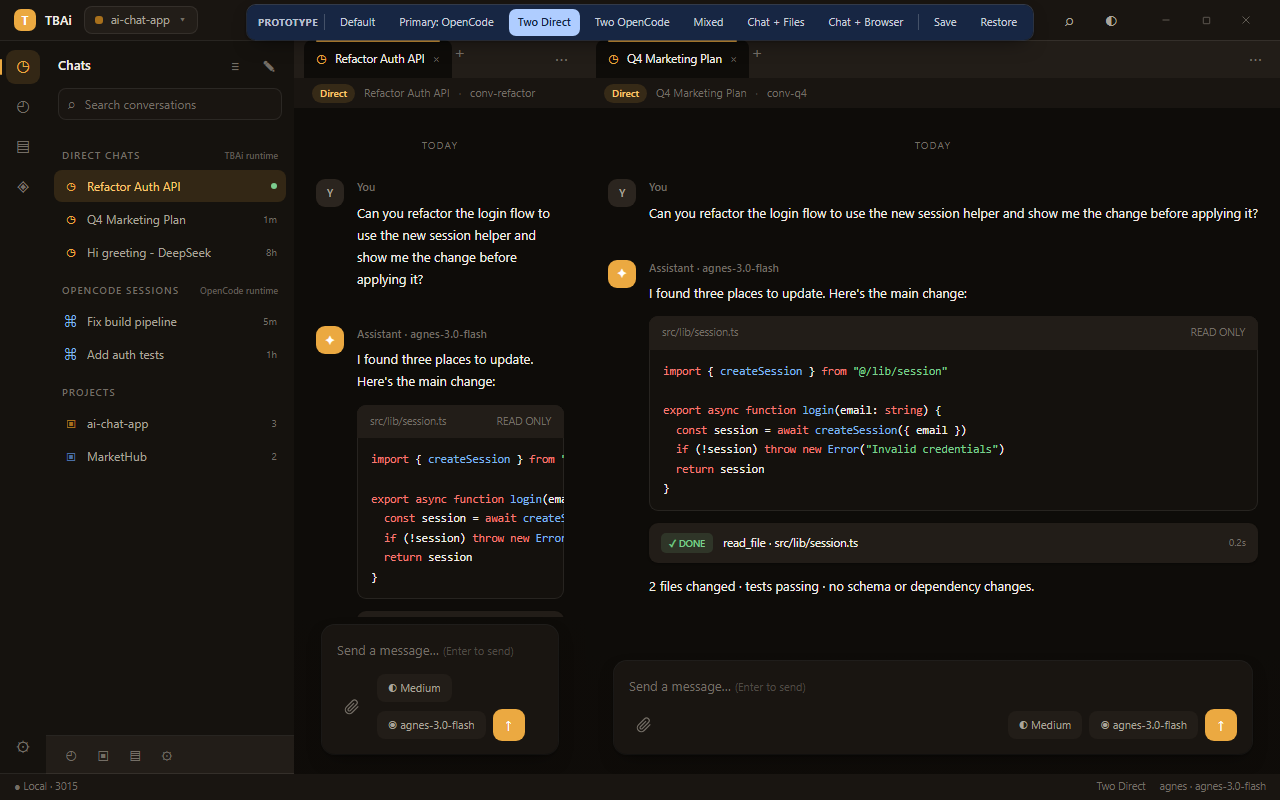 T TBAi ai-chat-app
PROTOTYPE Default Primary: OpenCode Two Direct Two OpenCode Mixed Chat + Files Chat + Browser Save Restore
Chats
Search conversations
DIRECT CHATS TBAi runtime
Refactor Auth API
Q4 Marketing Plan 1m
Hi greeting - DeepSeek 8h
OPENCODE SESSIONS OpenCode runtime
Fix build pipeline 5m
Add auth tests 1h
PROJECTS
ai-chat-app 3
MarketHub 2
Refactor Auth API × +
Direct Refactor Auth API · conv-refactor
TODAY
Y You
Can you refactor the login flow to
use the new session helper and
show me the change before
applying it?
Assistant · agnes-3.0-flash
I found three places to update.
Here's the main change:
src/lib/session.ts READ ONLY
import { createSession } from "
export async function login(ema
const session = await createS
if (!session) throw new Error
return session
}
Send a message... (Enter to send)
Medium
agnes-3.0-flash ↑
Q4 Marketing Plan × +
Direct Q4 Marketing Plan · conv-q4
TODAY
Y You
Can you refactor the login flow to use the new session helper and show me the change before applying it?
Assistant · agnes-3.0-flash
I found three places to update. Here's the main change:
src/lib/session.ts READ ONLY
import { createSession } from "@/lib/session"
export async function login(email: string) {
const session = await createSession({ email })
if (!session) throw new Error("Invalid credentials")
return session
}
✓ DONE read_file · src/lib/session.ts 0.2s
2 files changed · tests passing · no schema or dependency changes.
Send a message... (Enter to send)
Medium agnes-3.0-flash ↑
● Local · 3015 Two Direct agnes · agnes-3.0-flash